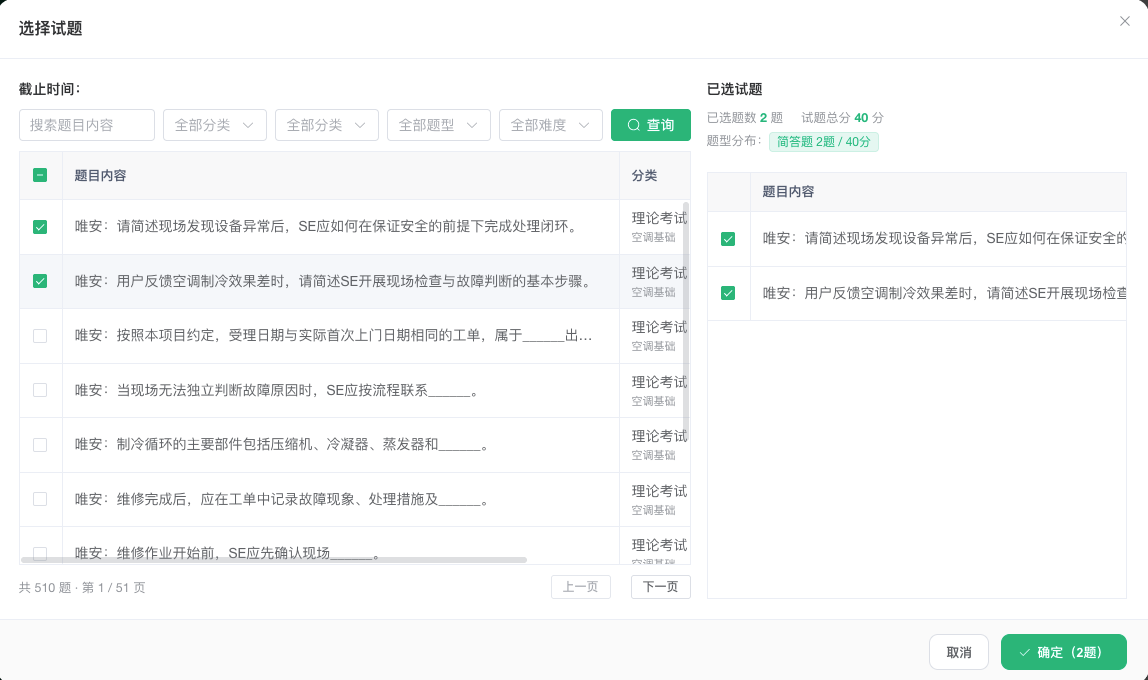 选择试题
截止时间：
搜索题目内容 全部分类 全部分类 全部题型 全部难度 查询
题目内容 分类
唯安：请简述现场发现设备异常后，SE应如何在保证安全的前提下完成处理闭环。 理论考试
空调基础
唯安：用户反馈空调制冷效果差时，请简述SE开展现场检查与故障判断的基本步骤。 理论考试
空调基础
唯安：按照本项目约定，受理日期与实际首次上门日期相同的工单，属于______出... 理论考试
空调基础
唯安：当现场无法独立判断故障原因时，SE应按流程联系______。 理论考试
空调基础
唯安：制冷循环的主要部件包括压缩机、冷凝器、蒸发器和______。 理论考试
空调基础
唯安：维修完成后，应在工单中记录故障现象、处理措施及______。 理论考试
空调基础
唯安：维修作业开始前，SE应先确认现场______。 理论考试
空调基础
共 510 题 · 第 1 / 51 页 上一页 下一页
已选试题
已选题数 2 题 试题总分 40 分
题型分布： 简答题 2题 / 40分
题目内容
唯安：请简述现场发现设备异常后，SE应如何在保证安全的
唯安：用户反馈空调制冷效果差时，请简述SE开展现场检查
取消 确定（2题）